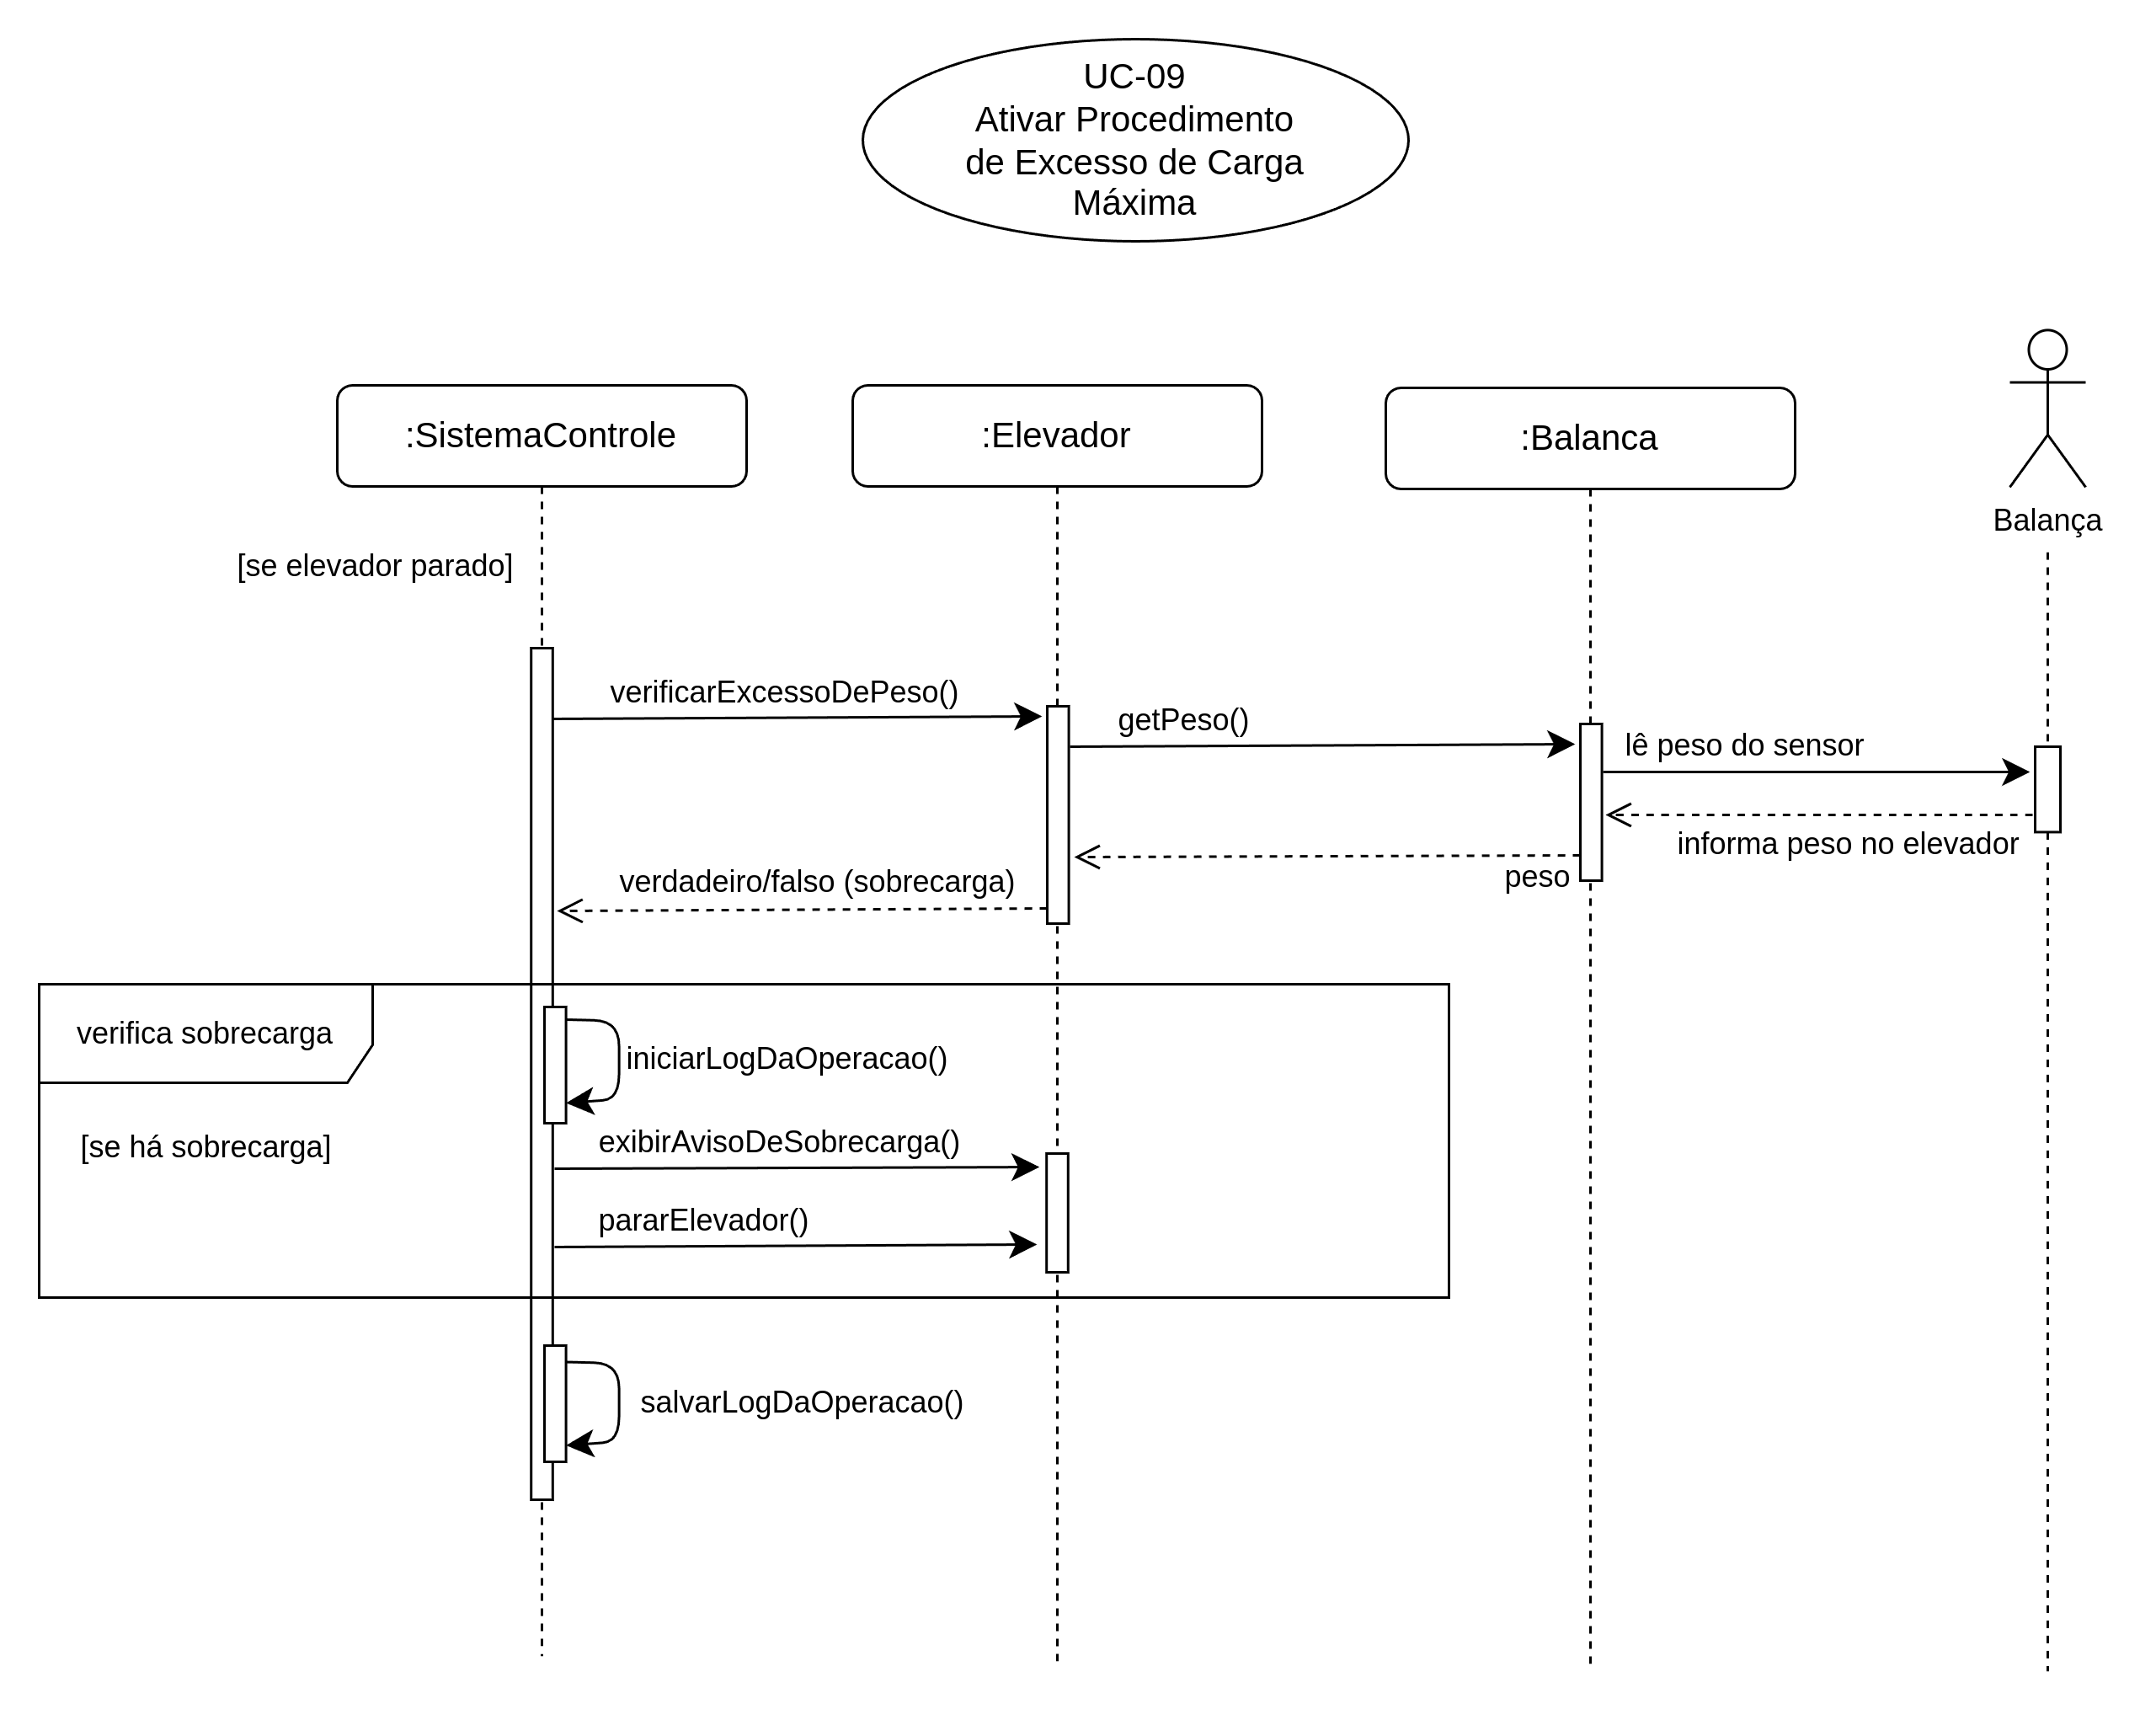 UC-09
Ativar Procedimento
de Excesso de Carga
Máxima
:SistemaControle
:Elevador
:Balanca
Balança
[se elevador parado]
verificarExcessoDePeso()
getPeso()
lê peso do sensor
informa peso no elevador
peso
verdadeiro/falso (sobrecarga)
verifica sobrecarga
iniciarLogDaOperacao()
[se há sobrecarga]
exibirAvisoDeSobrecarga()
pararElevador()
salvarLogDaOperacao()